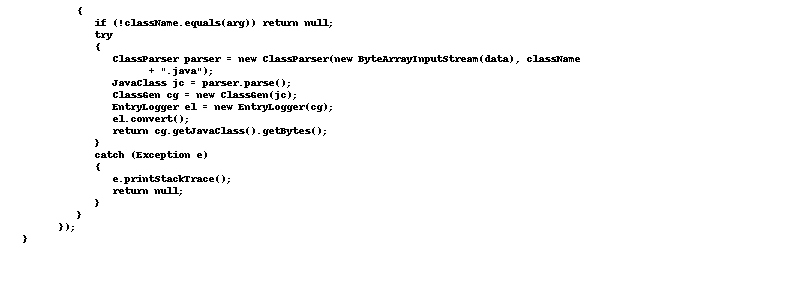 {
if (!className.equals(arg)) return null;
try
{
ClassParser parser = new ClassParser(new ByteArrayInputStream(data), className
+ ".java");
JavaClass jc = parser.parse();
ClassGen cg = new ClassGen(jc);
EntryLogger el = new EntryLogger(cg);
el.convert();
return cg.getJavaClass().getBytes();
}
catch (Exception e)
{
e.printStackTrace();
return null;
}
}
});
}